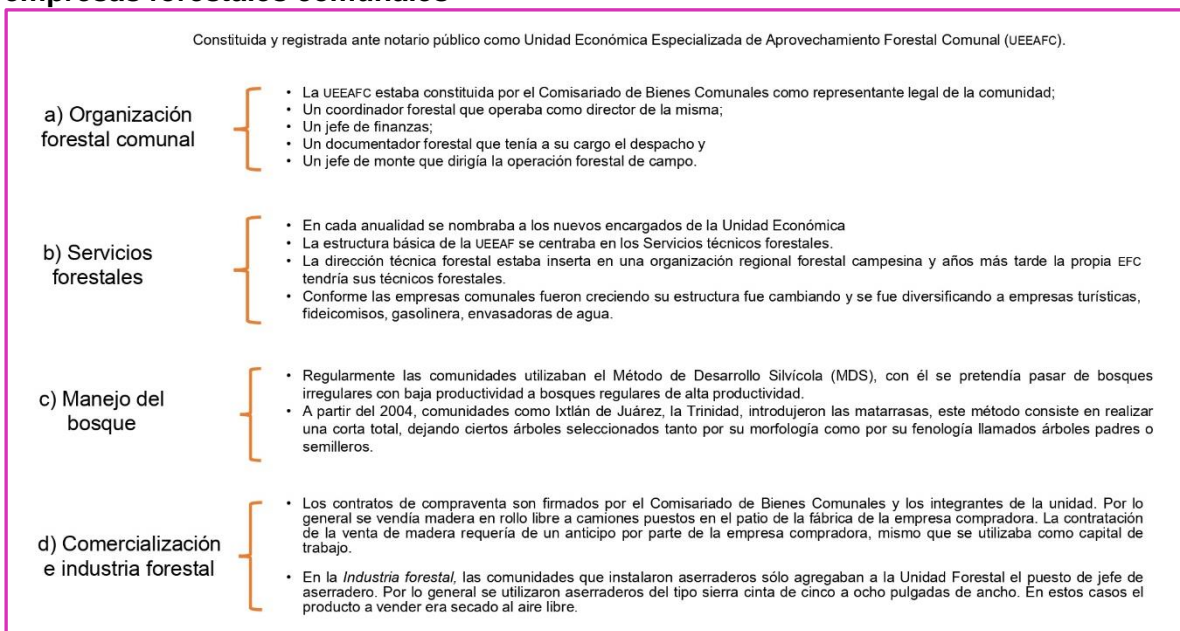 empresas forestales comunales
Constituida y registrada ante notario público como Unidad Económica Especializada de Aprovechamiento Forestal Comunal (UEEAFC).
a) Organización
forestal comunal
• La UEEAFC estaba constituida por el Comisariado de Bienes Comunales como representante legal de la comunidad;
• Un coordinador forestal que operaba como director de la misma;
• Un jefe de finanzas;
• Un documentador forestal que tenía a su cargo el despacho y
• Un jefe de monte que dirigía la operación forestal de campo.
b) Servicios
forestales
• En cada anualidad se nombraba a los nuevos encargados de la Unidad Económica
• La estructura básica de la UEEAF se centraba en los Servicios técnicos forestales.
• La dirección técnica forestal estaba inserta en una organización regional forestal campesina y años más tarde la propia EFC
tendría sus técnicos forestales.
• Conforme las empresas comunales fueron creciendo su estructura fue cambiando y se fue diversificando a empresas turísticas,
fideicomisos, gasolinera, envasadoras de agua.
c) Manejo del
bosque
• Regularmente las comunidades utilizaban el Método de Desarrollo Silvícola (MDS), con él se pretendía pasar de bosques
irregulares con baja productividad a bosques regulares de alta productividad.
• A partir del 2004, comunidades como Ixtlán de Juárez, la Trinidad, introdujeron las matarrasas, este método consiste en realizar
una corta total, dejando ciertos árboles seleccionados tanto por su morfología como por su fenología llamados árboles padres o
semilleros.
d) Comercialización
e industria forestal
• Los contratos de compraventa son firmados por el Comisariado de Bienes Comunales y los integrantes de la unidad. Por lo
general se vendía madera en rollo libre a camiones puestos en el patio de la fábrica de la empresa compradora. La contratación
de la venta de madera requería de un anticipo por parte de la empresa compradora, mismo que se utilizaba como capital de
trabajo.
• En la Industria forestal, las comunidades que instalaron aserraderos sólo agregaban a la Unidad Forestal el puesto de jefe de
aserradero. Por lo general se utilizaron aserraderos del tipo sierra cinta de cinco a ocho pulgadas de ancho. En estos casos el
producto a vender era secado al aire libre.